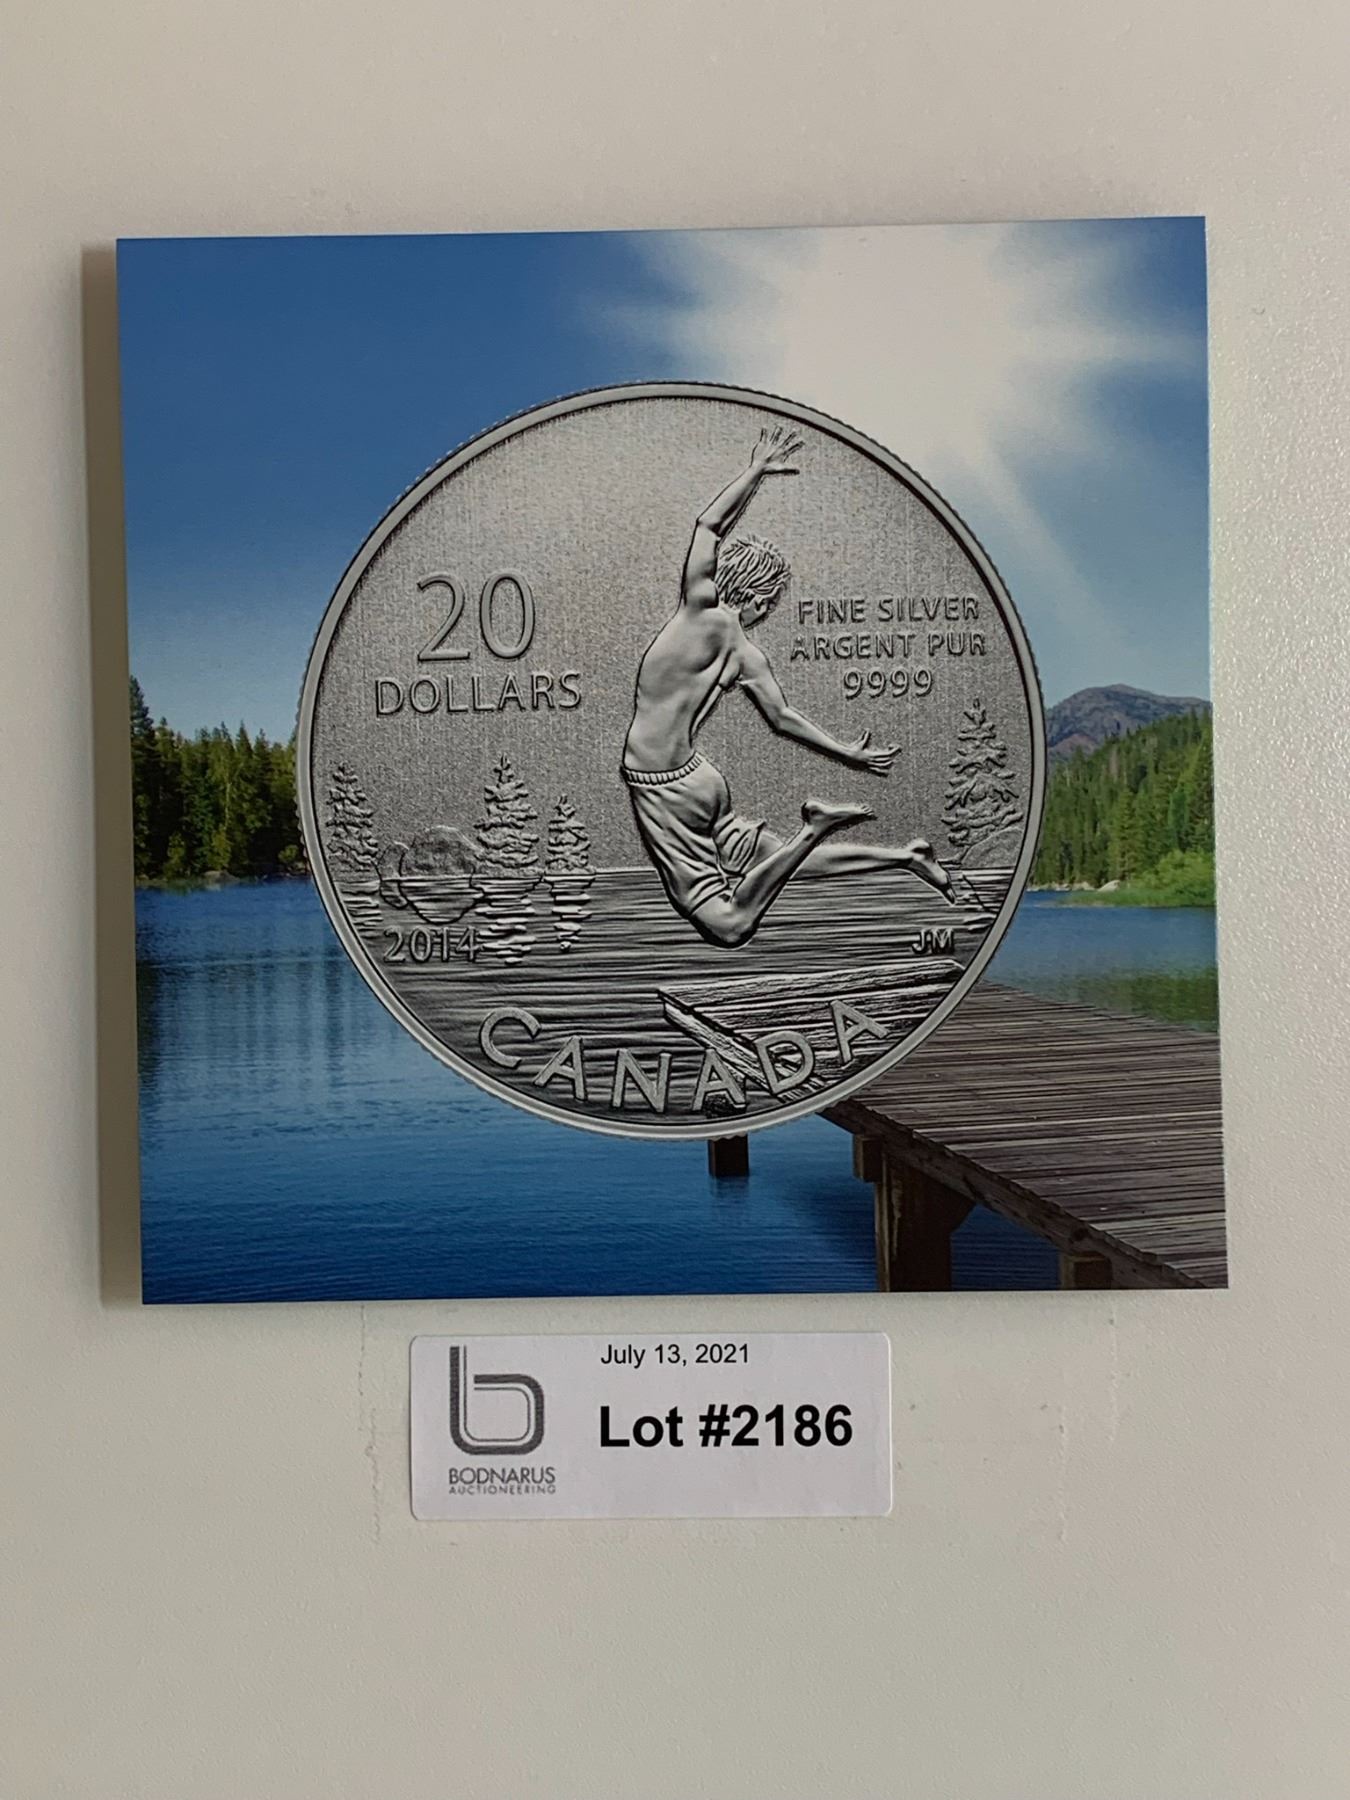 20
DOLLARS
FINE SILVER
ARGENT PUR
9999
2014
JM
CANADA
July 13, 2021
Lot #2186
BODNARUS
AUCTIONEERING